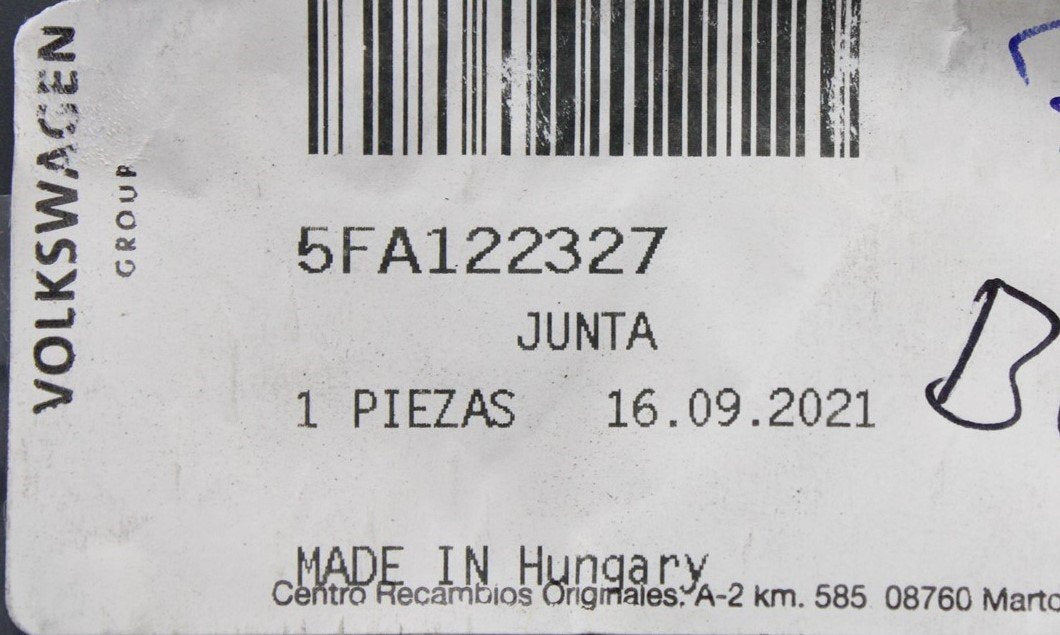 VOLKSWAGEN
GROUP
5FA122327
JUNTA
1 PIEZAS 16.09.2021
MADE IN Hungary
Centro Recambios Originales. A-2 km. 585 08760 Marto